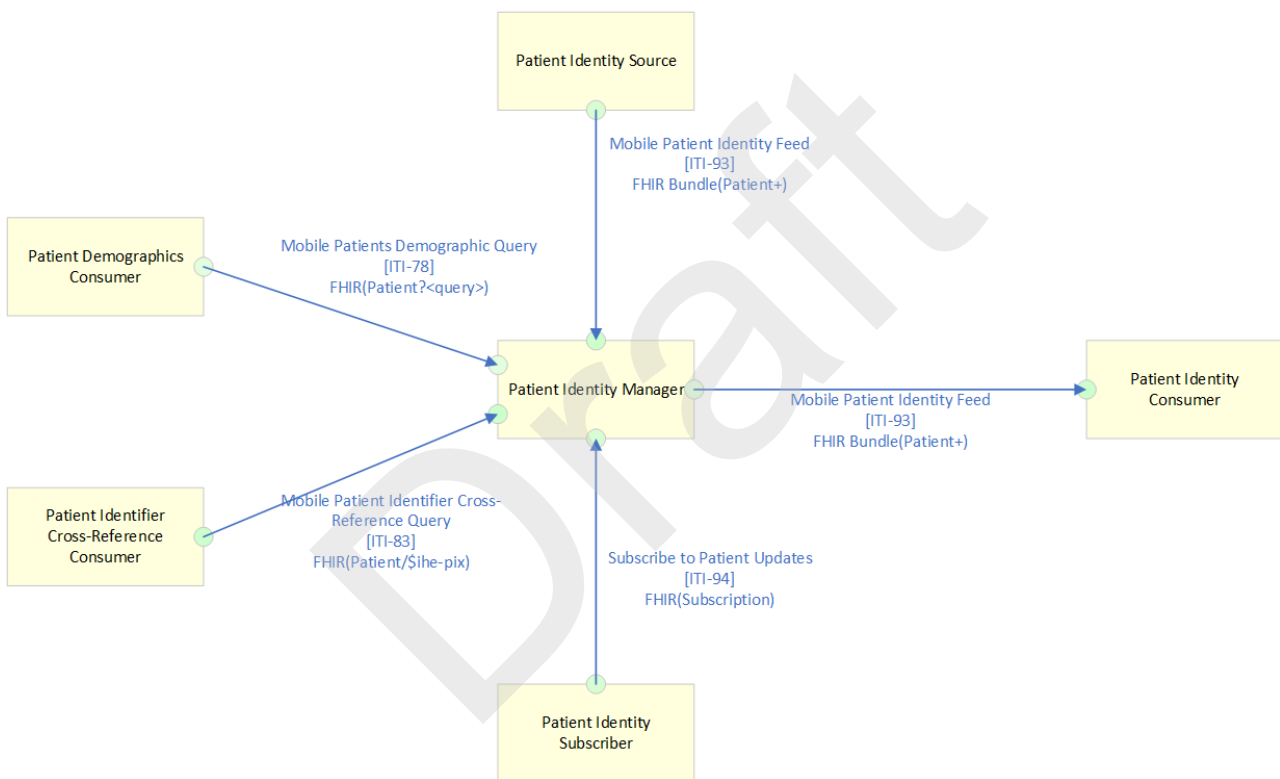 Patient Identity Source
Mobile Patient Identity Feed
[ITI-93]
FHIR Bundle(Patient+)
Patient Demographics
Consumer
Mobile Patients Demographic Query
[ITI-78]
FHIR(Patient?<query>)
Patient Identity Manager
Mobile Patient Identity Feed
[ITI-93]
FHIR Bundle(Patient+)
Patient Identity
Consumer
Patient Identifier
Cross-Reference
Consumer
Mobile Patient Identifier Cross-
Reference Query
[ITI-83]
FHIR(Patient/$ihe-pix)
Subscribe to Patient Updates
[ITI-94]
FHIR(Subscription)
Patient Identity
Subscriber
Draft